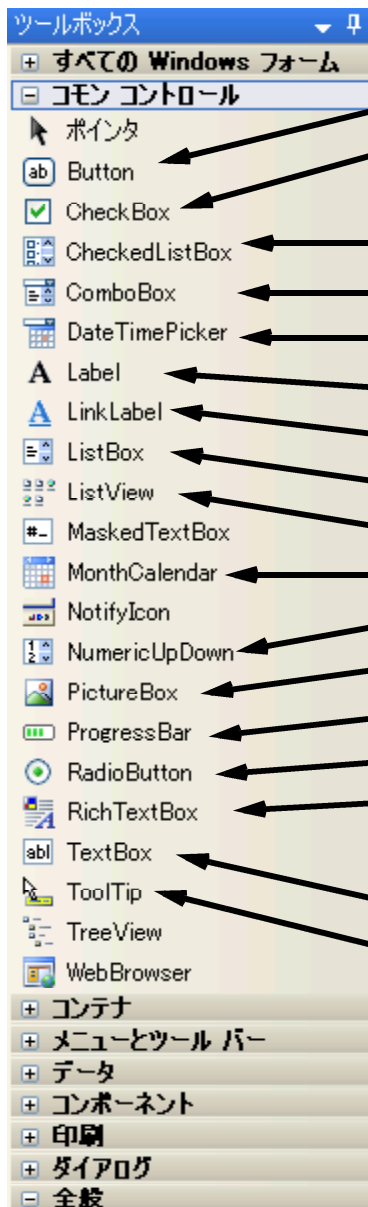 ツールボックス
すべての Windows フォーム
コモン コントロール
ポインタ
Button
CheckBox
CheckedListBox
ComboBox
DateTimePicker
Label
LinkLabel
ListBox
ListView
MaskedTextBox
MonthCalendar
NotifyIcon
NumericUpDown
PictureBox
ProgressBar
RadioButton
RichTextBox
TextBox
ToolTip
TreeView
WebBrowser
コンテナ
メニューとツール バー
データ
コンポーネント
印刷
ダイアログ
全般